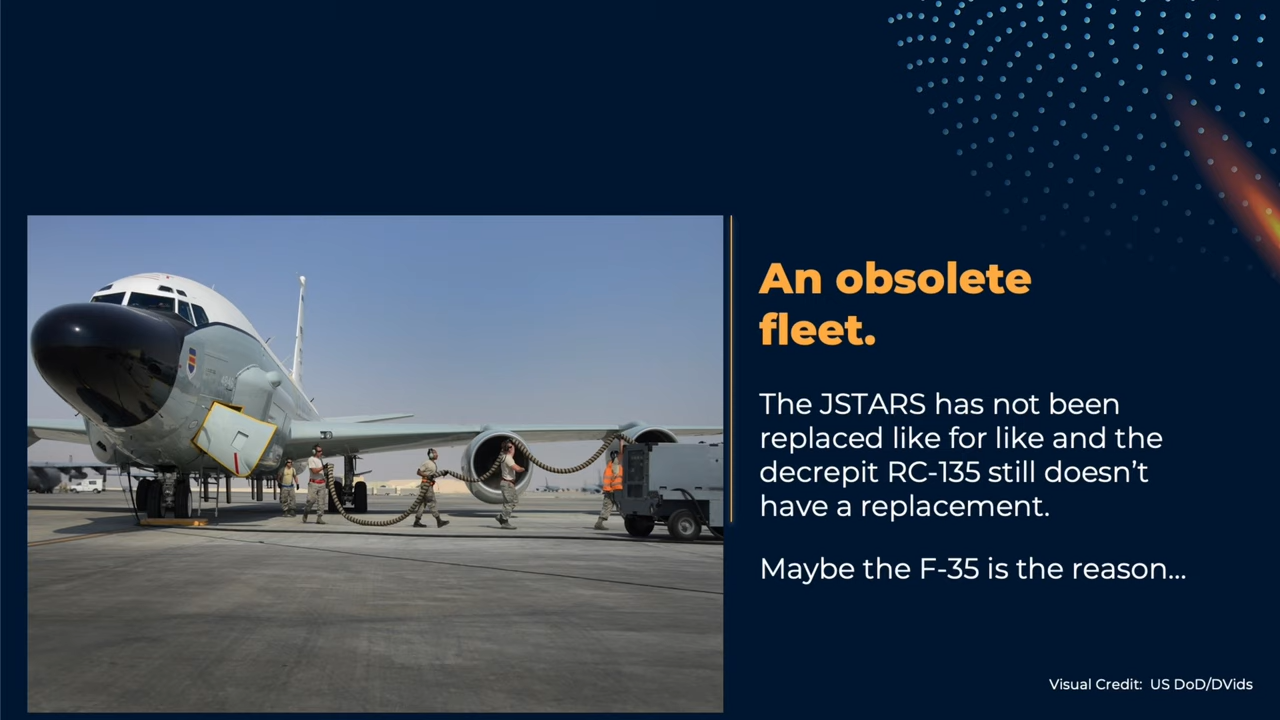 An obsolete
fleet.
The JSTARS has not been
replaced like for like and the
decrepit RC-135 still doesn’t
have a replacement.
Maybe the F-35 is the reason...
Visual Credit:  US DoD/DVids